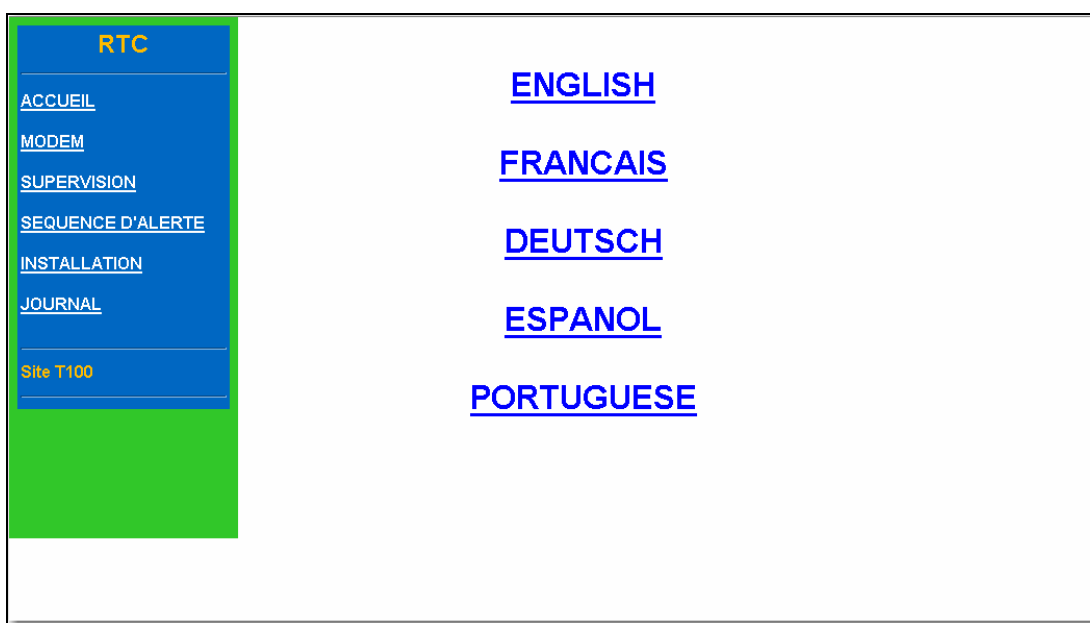 RTC
ACCUEIL
MODEM
SUPERVISION
SEQUENCE D'ALERTE
INSTALLATION
JOURNAL
Site T100
ENGLISH
FRANCAIS
DEUTSCH
ESPANOL
PORTUGUESE